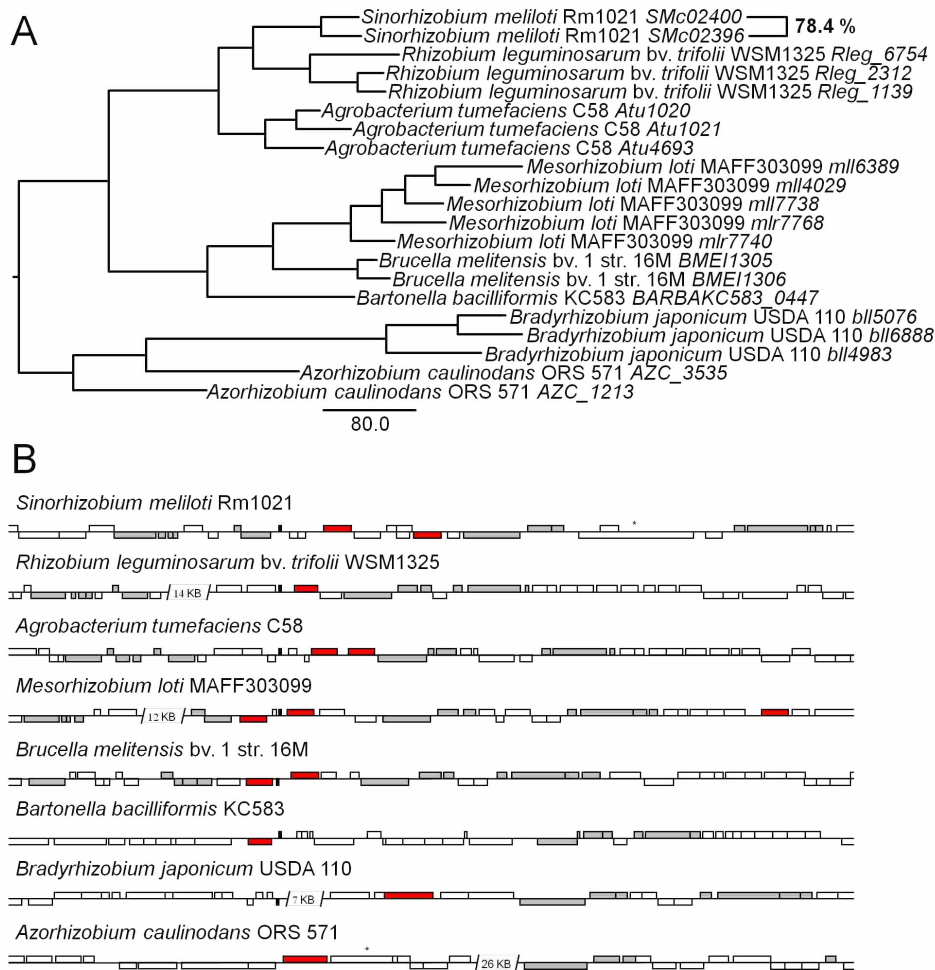 A
Sinorhizobium meliloti Rm1021 SMc02400
78.4 %
Sinorhizobium meliloti Rm1021 SMc02396
Rhizobium leguminosarum bv. trifolii WSM1325 Rleg_6754
Rhizobium leguminosarum bv. trifolii WSM1325 Rleg_2312
Rhizobium leguminosarum bv. trifolii WSM1325 Rleg_1139
Agrobacterium tumefaciens C58 Atu1020
Agrobacterium tumefaciens C58 Atu1021
Agrobacterium tumefaciens C58 Atu4693
Mesorhizobium loti MAFF303099 mll6389
Mesorhizobium loti MAFF303099 mll4029
Mesorhizobium loti MAFF303099 mll7738
Mesorhizobium loti MAFF303099 mlr7768
Mesorhizobium loti MAFF303099 mlr7740
Brucella melitensis bv. 1 str. 16M BMEI1305
Brucella melitensis bv. 1 str. 16M BMEI1306
Bartonella bacilliformis KC583 BARBAKC583_0447
Bradyrhizobium japonicum USDA 110 bll5076
Bradyrhizobium japonicum USDA 110 bll6888
Bradyrhizobium japonicum USDA 110 bll4983
Azorhizobium caulinodans ORS 571 AZC_3535
Azorhizobium caulinodans ORS 571 AZC_1213
80.0
B
Sinorhizobium meliloti Rm1021
*
Rhizobium leguminosarum bv. trifolii WSM1325
14 KB
Agrobacterium tumefaciens C58
Mesorhizobium loti MAFF303099
12 KB
Brucella melitensis bv. 1 str. 16M
Bartonella bacilliformis KC583
Bradyrhizobium japonicum USDA 110
7 KB
Azorhizobium caulinodans ORS 571
*
26 KB